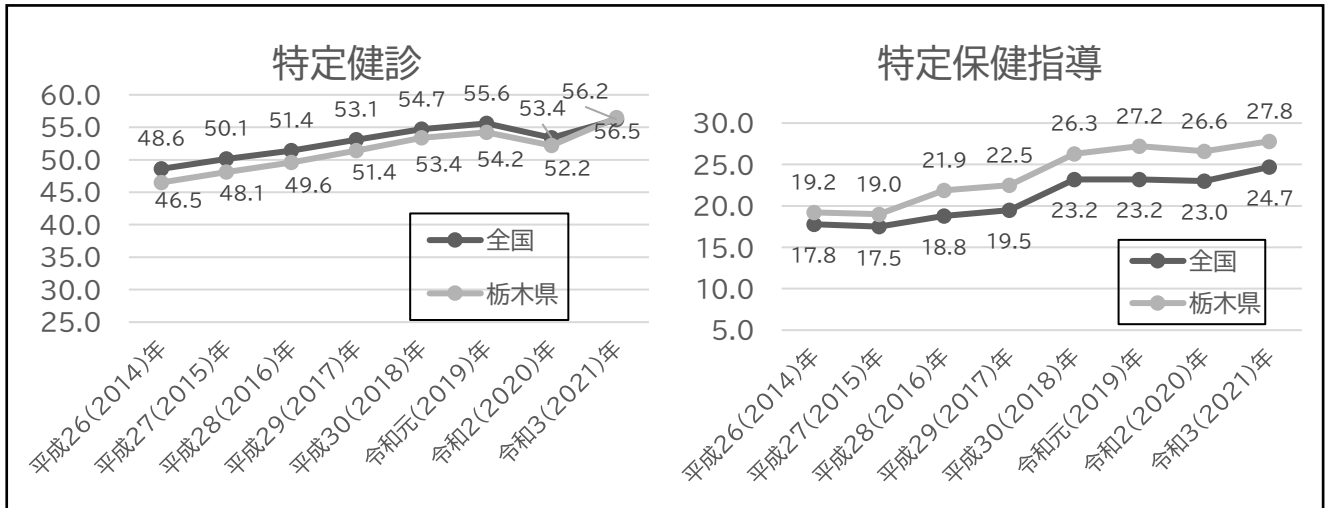 特定健診
60.0
55.0
50.0
45.0
40.0
35.0
30.0
25.0
48.6
50.1
51.4
53.1
54.7
55.6
53.4
56.2
46.5
48.1
49.6
51.4
53.4
54.2
52.2
56.5
全国
栃木県
平成26(2014)年
平成27(2015)年
平成28(2016)年
平成29(2017)年
平成30(2018)年
令和元(2019)年
令和2(2020)年
令和3(2021)年
特定保健指導
30.0
25.0
20.0
15.0
10.0
5.0
19.2
19.0
21.9
22.5
26.3
27.2
26.6
27.8
17.8
17.5
18.8
19.5
23.2
23.2
23.0
24.7
全国
栃木県
平成26(2014)年
平成27(2015)年
平成28(2016)年
平成29(2017)年
平成30(2018)年
令和元(2019)年
令和2(2020)年
令和3(2021)年